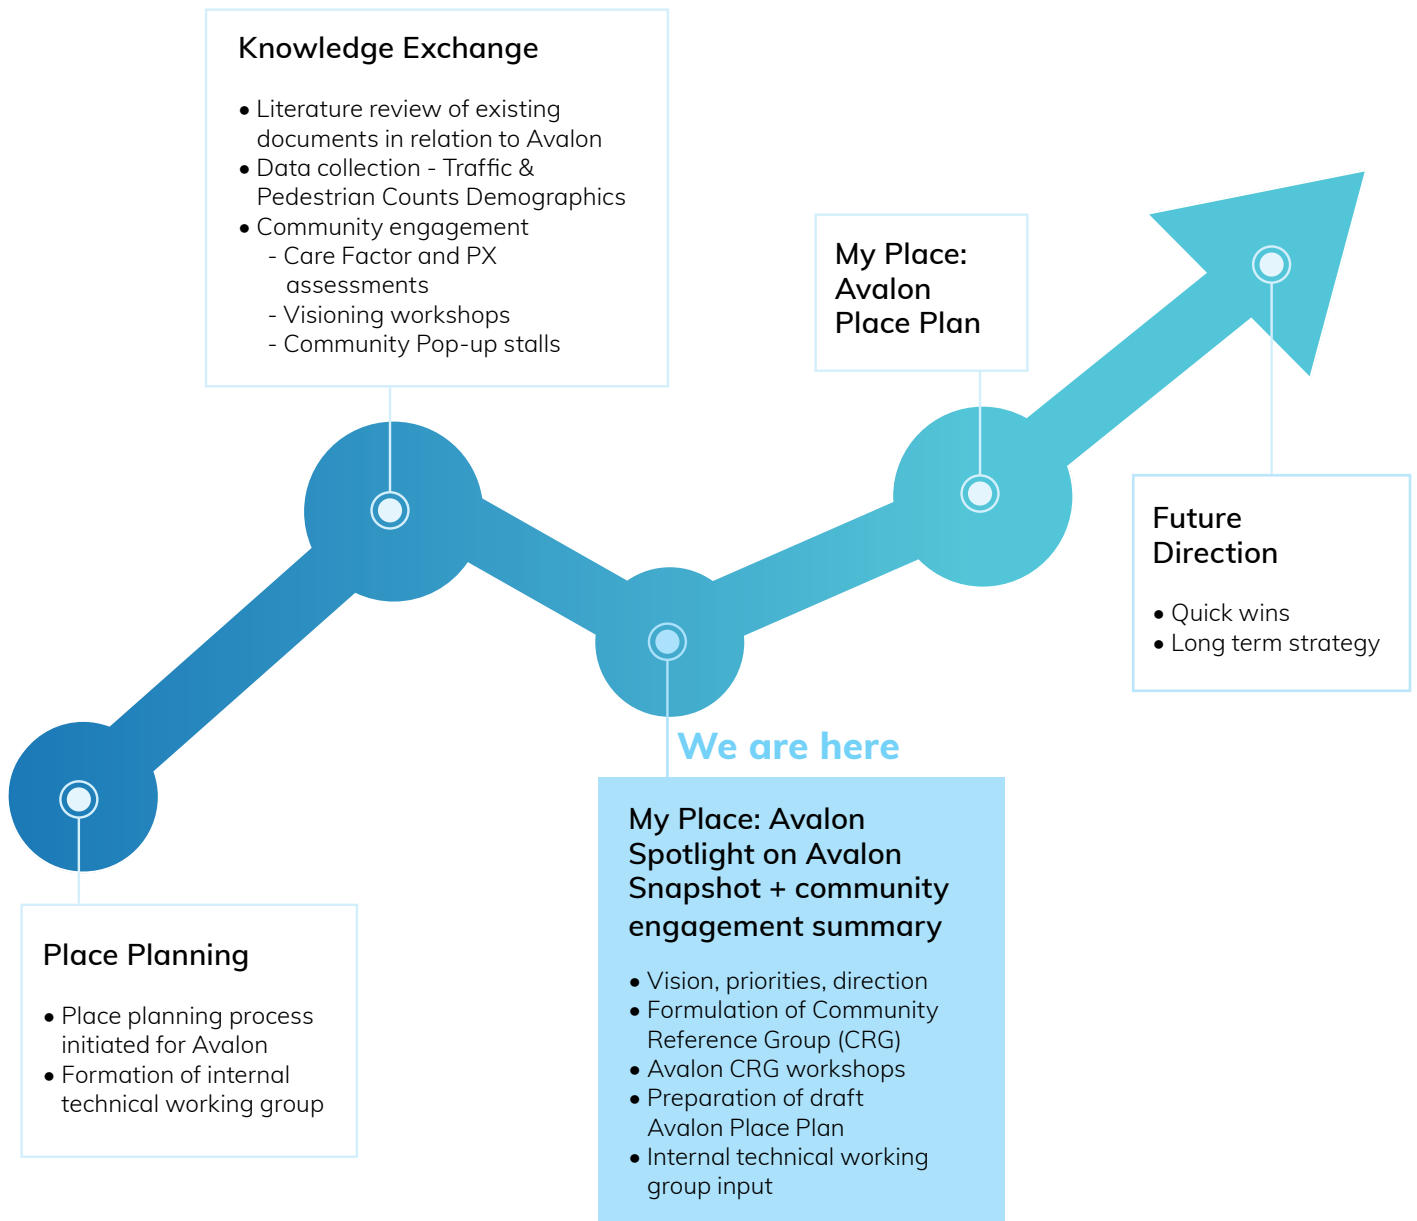 Knowledge Exchange
• Literature review of existing
documents in relation to Avalon
• Data collection - Traffic &
Pedestrian Counts Demographics
• Community engagement
- Care Factor and PX
assessments
- Visioning workshops
- Community Pop-up stalls
My Place:
Avalon
Place Plan
Future
Direction
• Quick wins
• Long term strategy
We are here
My Place: Avalon
Spotlight on Avalon
Snapshot + community
engagement summary
• Vision, priorities, direction
• Formulation of Community
Reference Group (CRG)
• Avalon CRG workshops
• Preparation of draft
Avalon Place Plan
• Internal technical working
group input
Place Planning
• Place planning process
initiated for Avalon
• Formation of internal
technical working group